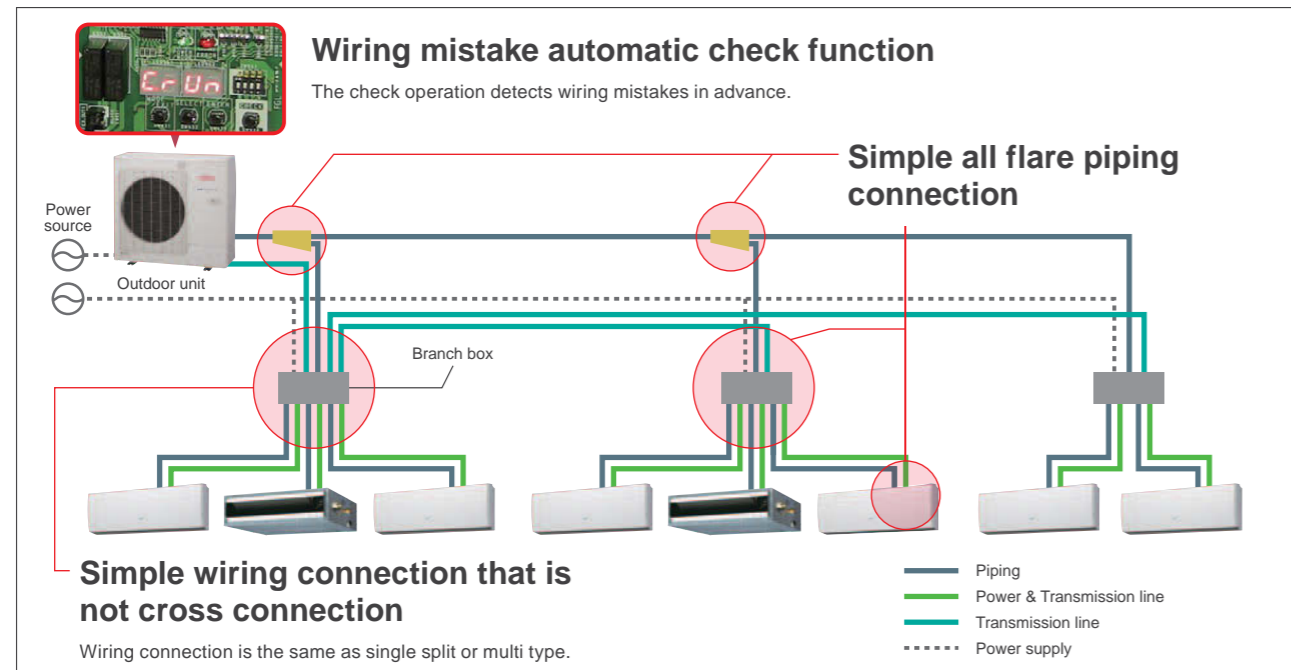 Cr Un
Wiring mistake automatic check function
The check operation detects wiring mistakes in advance.
Simple all flare piping
connection
Power
source
Outdoor unit
Branch box
Simple wiring connection that is
not cross connection
Wiring connection is the same as single split or multi type.
Piping
Power & Transmission line
Transmission line
Power supply